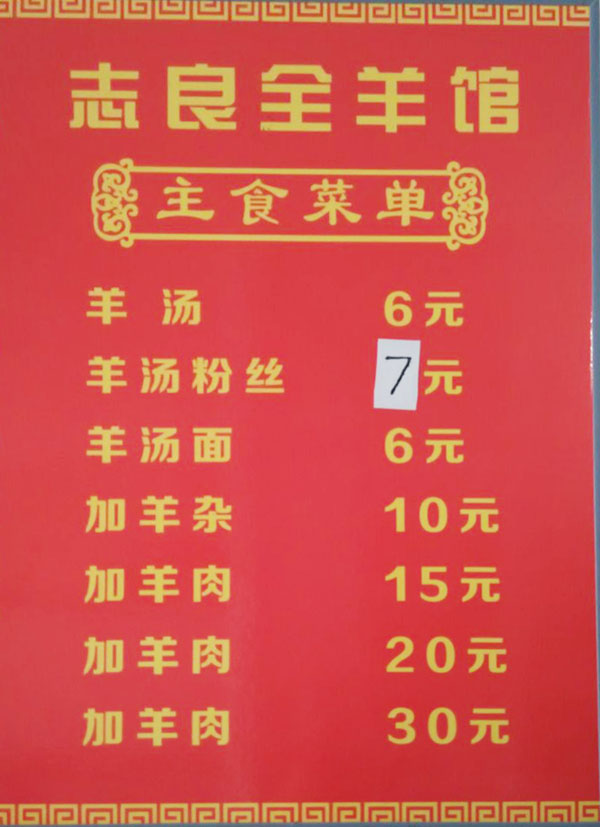 志良全羊馆
主食菜单
羊汤 6元
羊汤粉丝 7元
羊汤面 6元
加羊杂 10元
加羊肉 15元
加羊肉 20元
加羊肉 30元